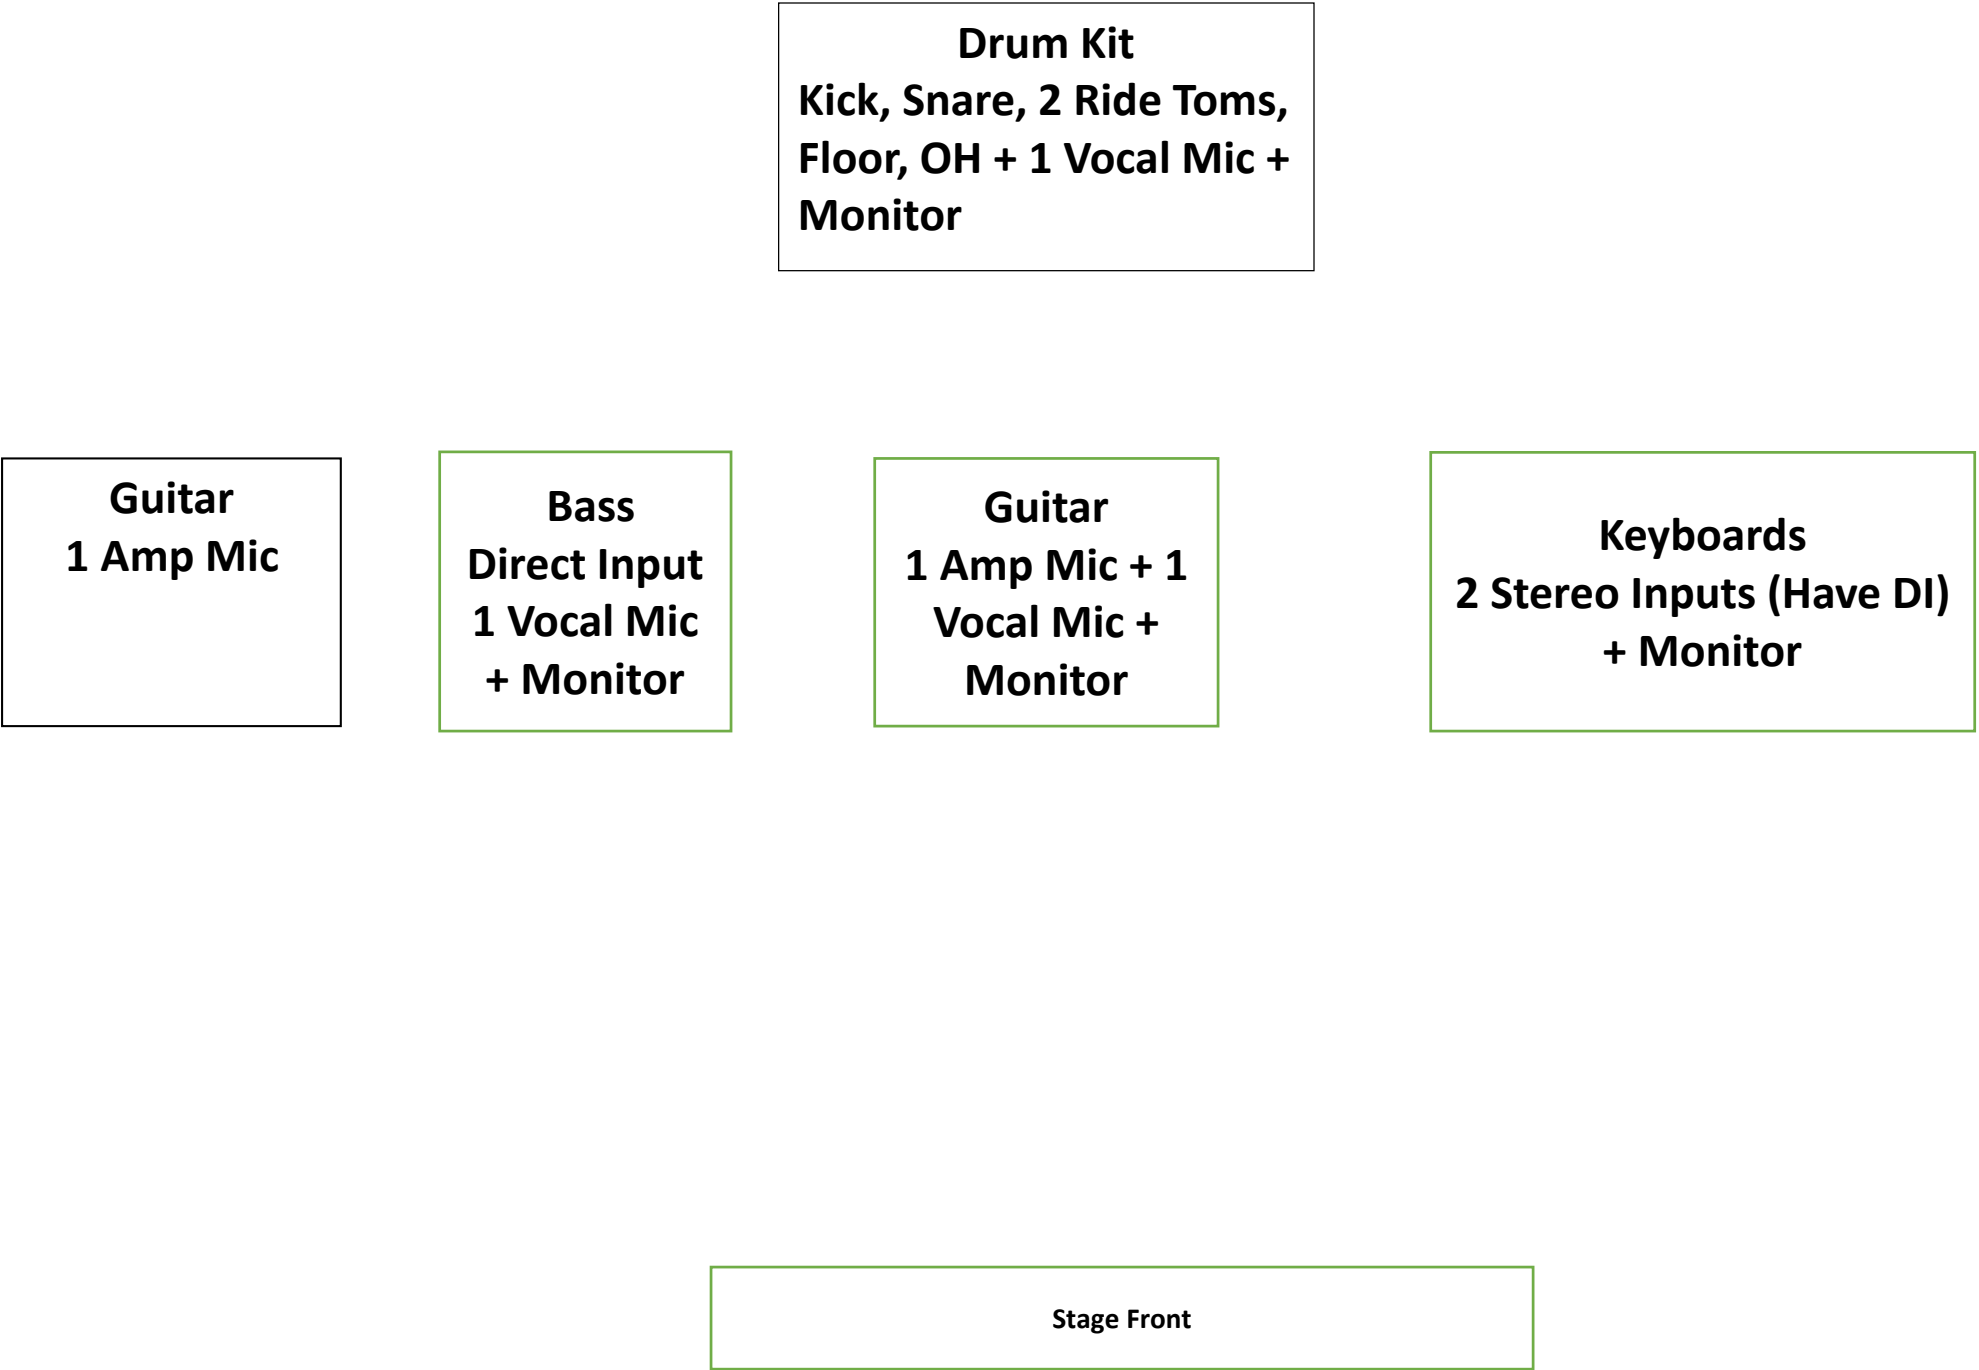 Drum Kit
Kick, Snare, 2 Ride Toms,
Floor, OH + 1 Vocal Mic +
Monitor
Guitar
1 Amp Mic
Bass
Direct Input
1 Vocal Mic
+ Monitor
Guitar
1 Amp Mic + 1
Vocal Mic +
Monitor
Keyboards
2 Stereo Inputs (Have DI)
+ Monitor
Stage Front